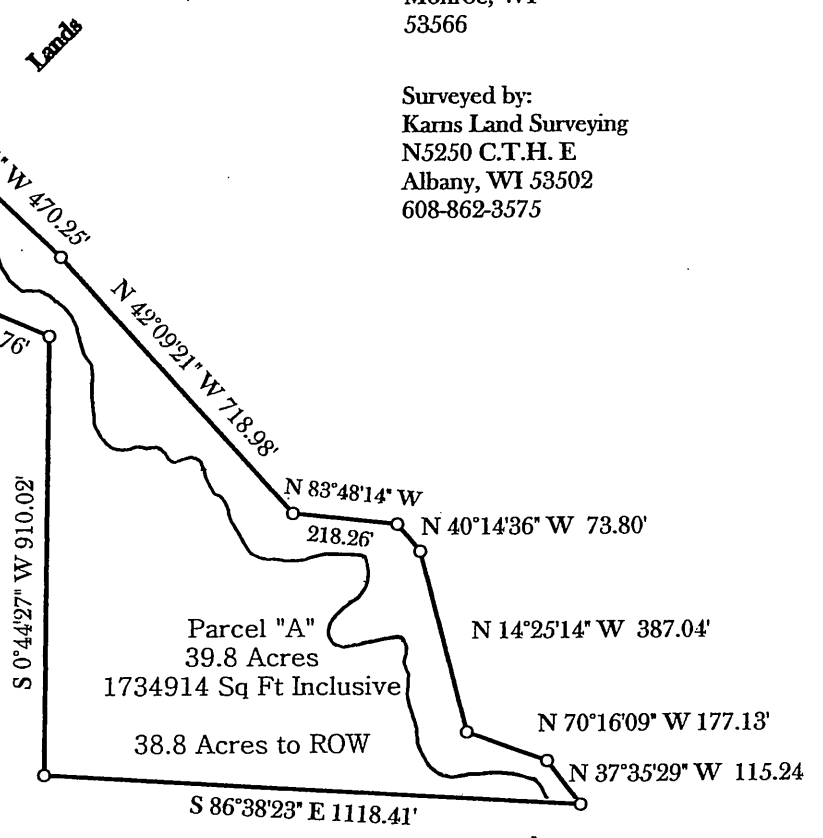 Monroe, WI
53566
Lands
Surveyed by:
Karns Land Surveying
N5250 C.T.H. E
Albany, WI 53502
608-862-3575
" W 470.25'
N 42°09'21" W 718.98'
76'
N 83°48'14" W
218.26'
N 40°14'36" W 73.80'
S 0°44'27" W 910.02'
Parcel "A"
39.8 Acres
1734914 Sq Ft Inclusive
38.8 Acres to ROW
N 14°25'14" W 387.04'
N 70°16'09" W 177.13'
N 37°35'29" W 115.24
S 86°38'23" E 1118.41'